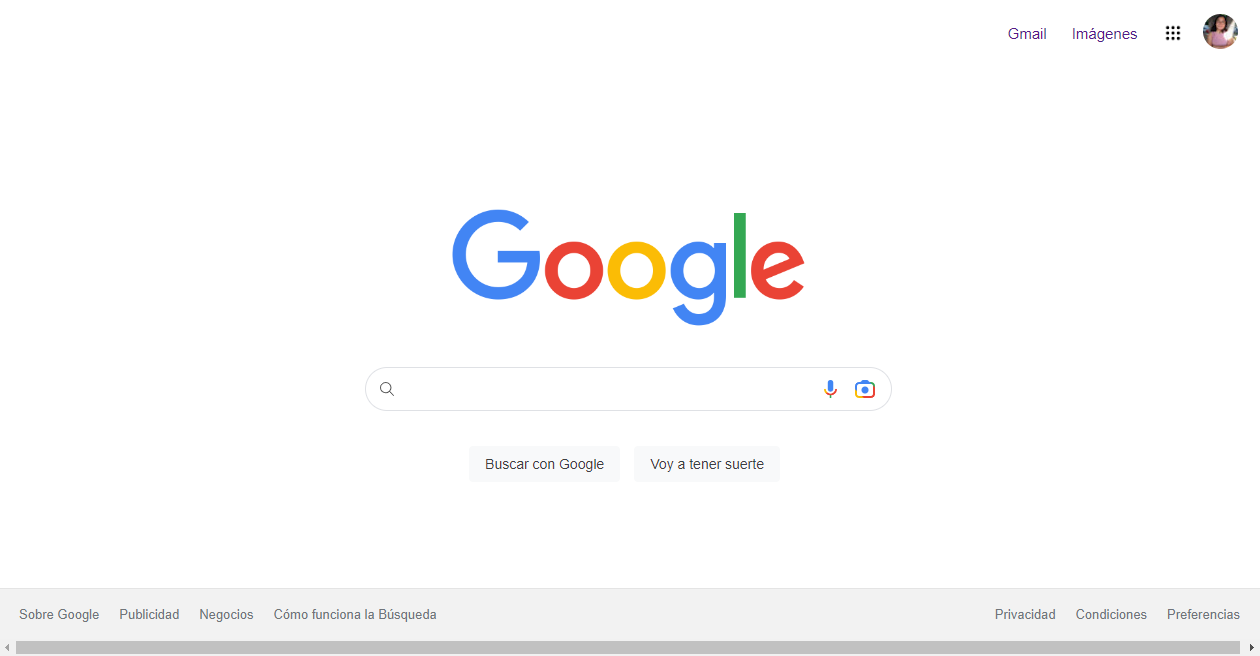 Gmail Imágenes
Google
Buscar con Google Voy a tener suerte
Sobre Google Publicidad Negocios Cómo funciona la Búsqueda Privacidad Condiciones Preferencias